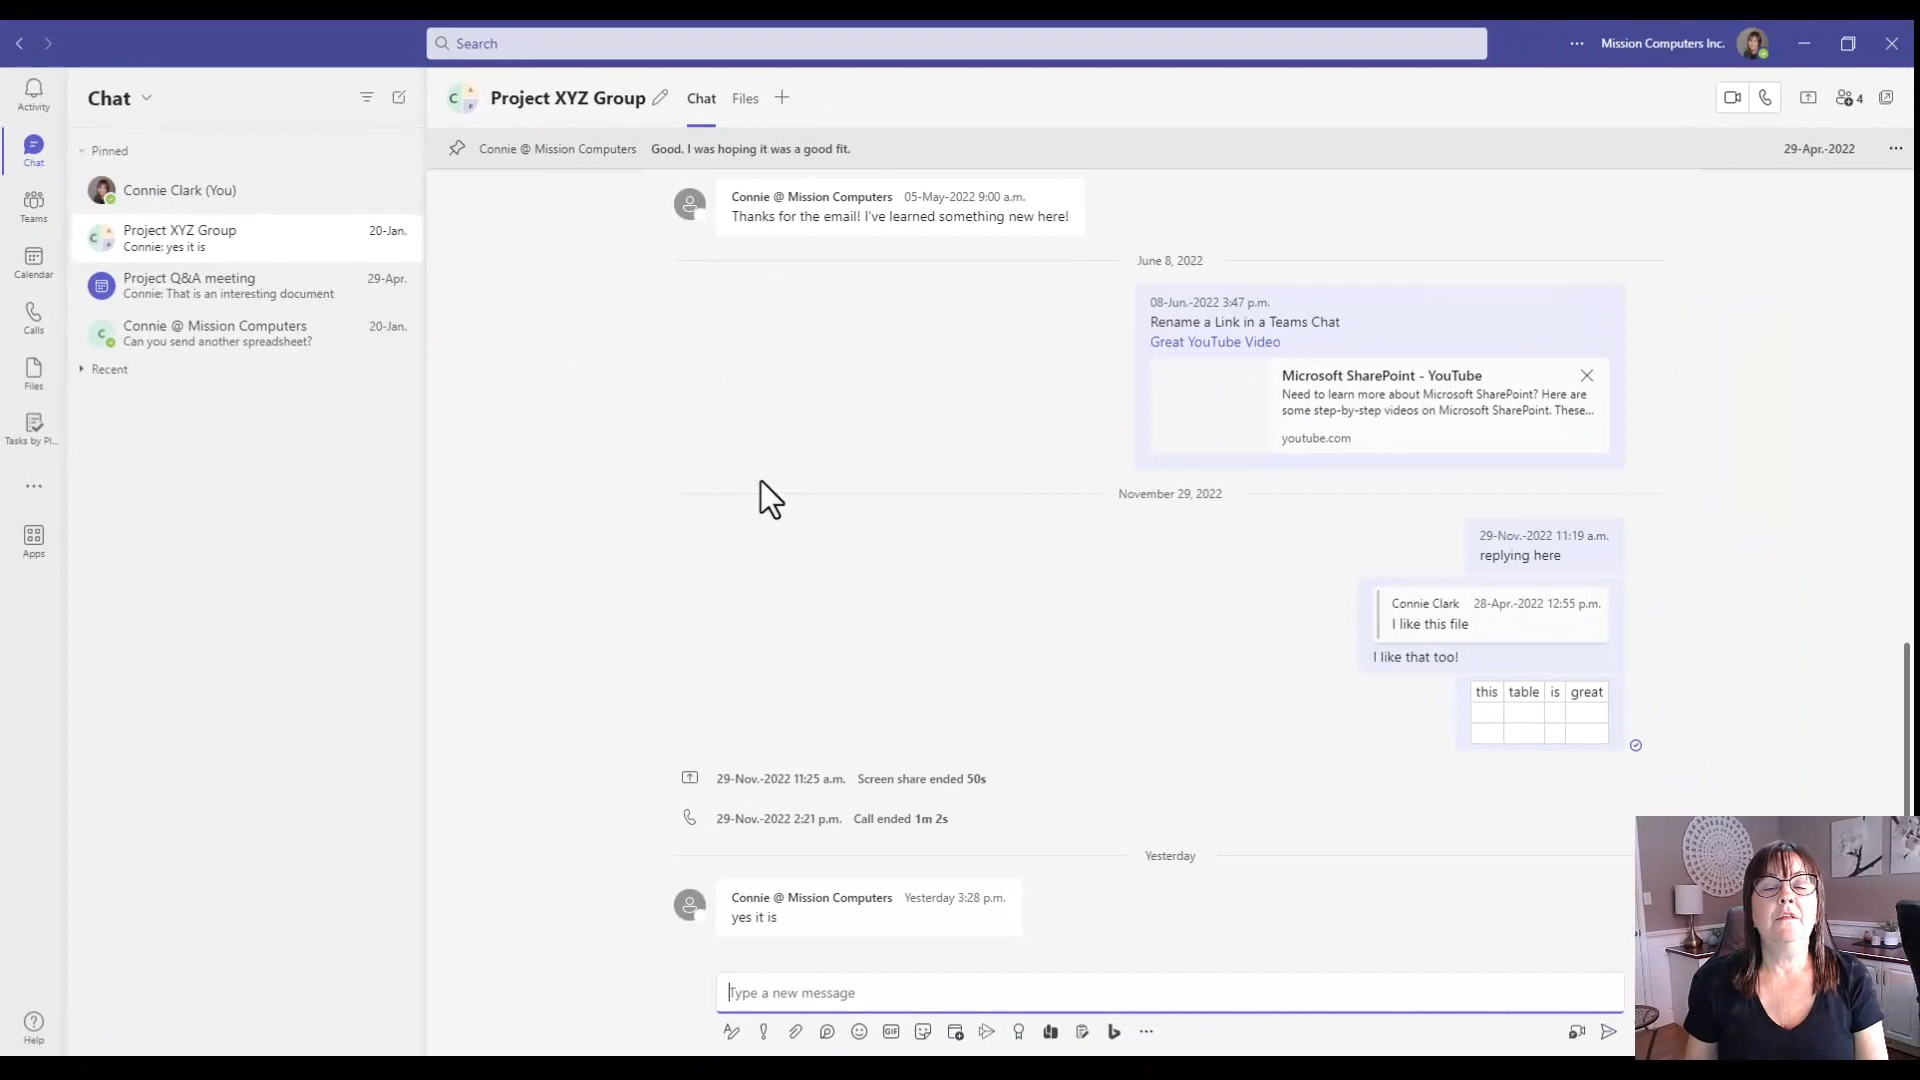 Search
Mission Computers Inc.
Activity
Chat
Teams
Calendar
Calls
Files
Tasks by Pl...
Apps
Help
Chat
Pinned
Connie Clark (You)
Project XYZ Group 20-Jan.
Connie: yes it is
Project Q&A meeting 29-Apr.
Connie: That is an interesting document
Connie @ Mission Computers 20-Jan.
Can you send another spreadsheet?
Recent
C A P Project XYZ Group Chat Files 4
Connie @ Mission Computers Good. I was hoping it was a good fit. 29-Apr.-2022
Connie @ Mission Computers 05-May-2022 9:00 a.m.
Thanks for the email! I've learned something new here!
June 8, 2022
08-Jun.-2022 3:47 p.m.
Rename a Link in a Teams Chat
Great YouTube Video
Microsoft SharePoint - YouTube
Need to learn more about Microsoft SharePoint? Here are
some step-by-step videos on Microsoft SharePoint. These...
youtube.com
November 29, 2022
29-Nov.-2022 11:19 a.m.
replying here
Connie Clark 28-Apr.-2022 12:55 p.m.
I like this file
I like that too!
this table is great
29-Nov.-2022 11:25 a.m. Screen share ended 50s
29-Nov.-2022 2:21 p.m. Call ended 1m 2s
Yesterday
Connie @ Mission Computers Yesterday 3:28 p.m.
yes it is
Type a new message
GIF